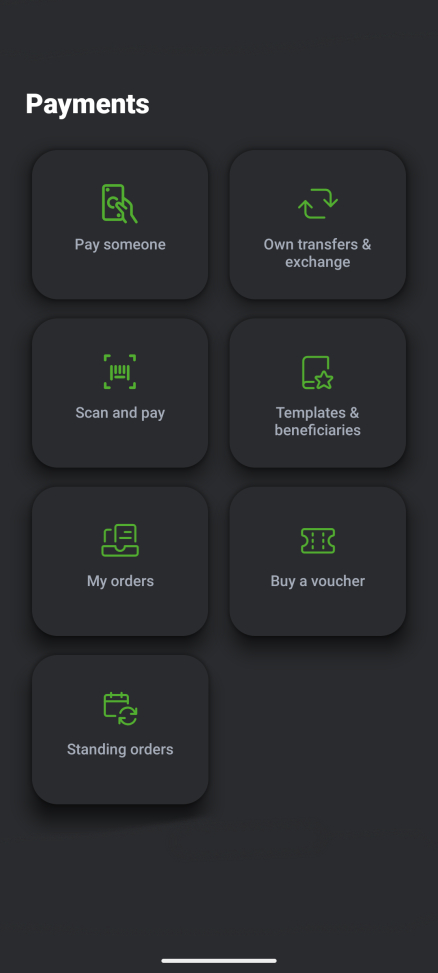 Payments
Pay someone
Own transfers &
exchange
Scan and pay
Templates &
beneficiaries
My orders
Buy a voucher
Standing orders